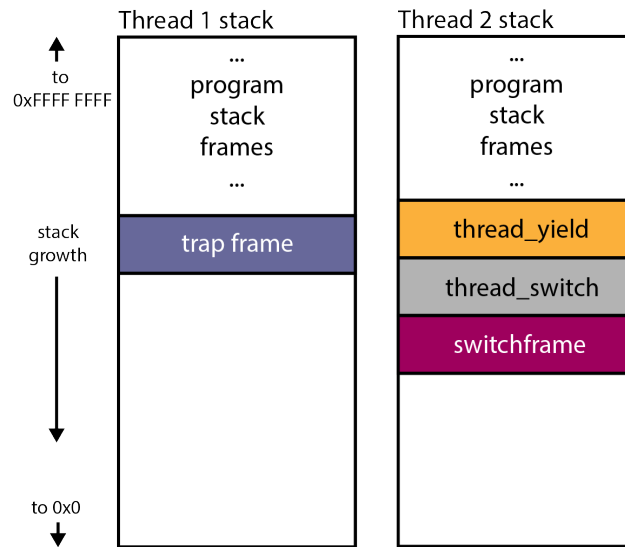 Thread 1 stack
Thread 2 stack
to
0xFFFF FFFF
...
program
stack
frames
...
...
program
stack
frames
...
stack
growth
trap frame
thread_yield
thread_switch
switchframe
to 0x0